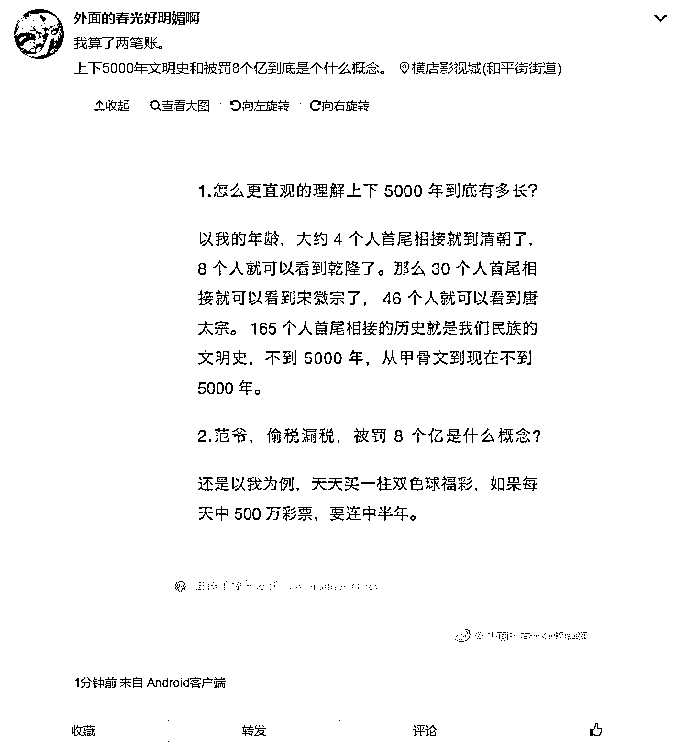 外面的春光好明媚啊
我算了两笔账。
上下5000年文明史和被罚8个亿到底是个什么概念。 横店影视城(和平街街道)
收起 查看大图 向左旋转 向右旋转
1.怎么更直观的理解上下 5000 年到底有多长?
以我的年龄，大约 4 个人首尾相接就到清朝了，
8 个人就可以看到乾隆了。那么 30 个人首尾相
接就可以看到宋徽宗了， 46 个人就可以看到唐
太宗。 165 个人首尾相接的历史就是我们民族的
文明史，不到 5000 年，从甲骨文到现在不到
5000 年。
2.范爷，偷税漏税，被罚 8 个亿是什么概念?
还是以我为例，天天买一柱双色球福彩，如果每
天中 500 万彩票，要连中半年。
1分钟前 来自 Android客户端
收藏 转发 评论